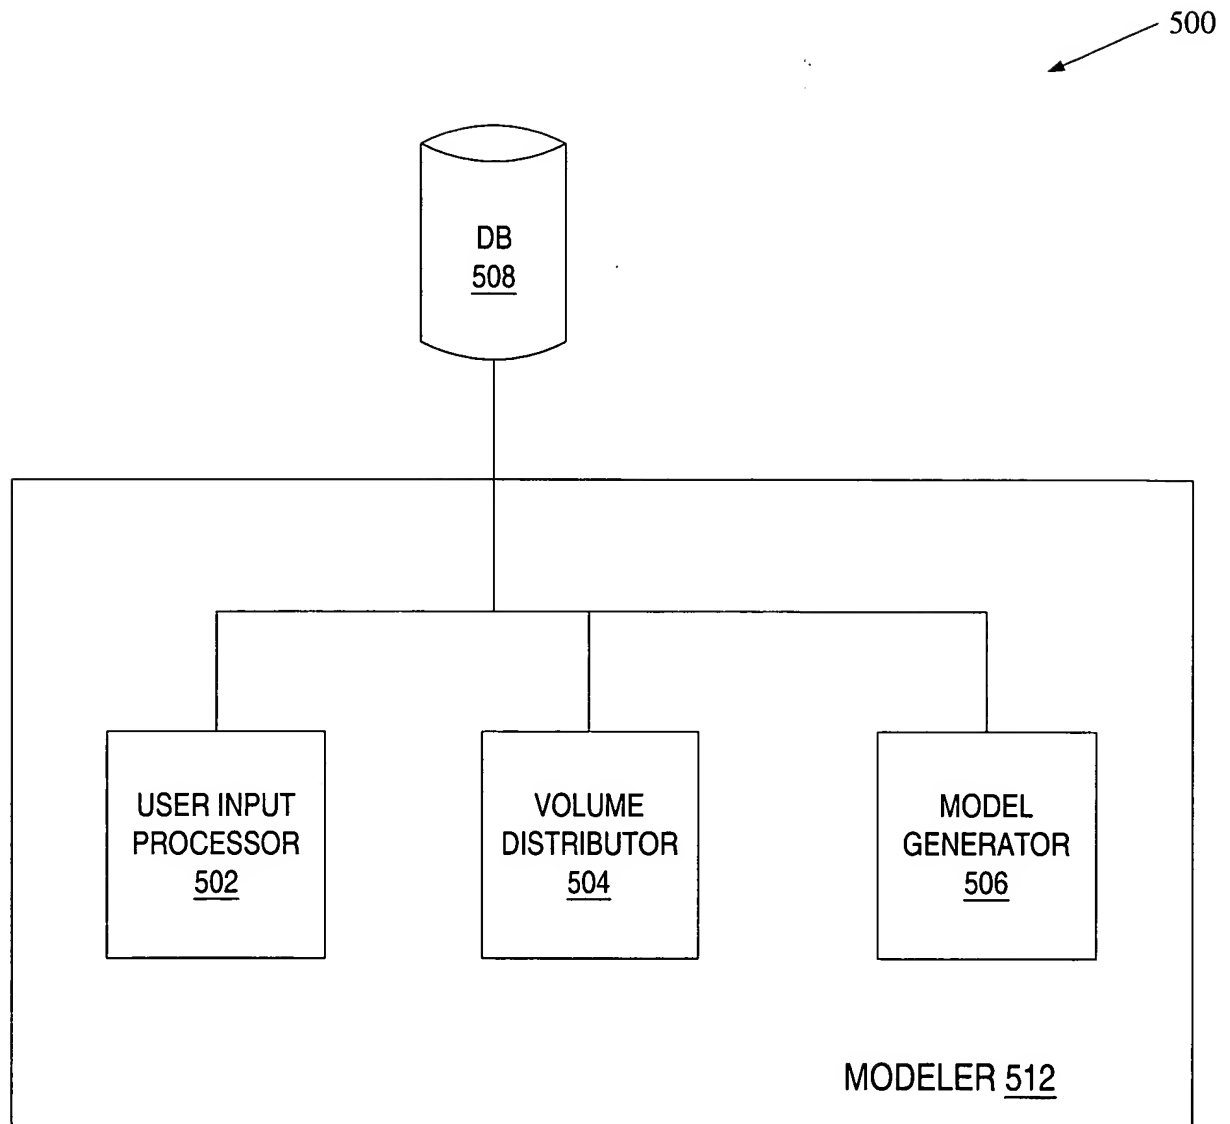 500
DB
508
USER INPUT
PROCESSOR
502
VOLUME
DISTRIBUTOR
504
MODEL
GENERATOR
506
MODELER 512